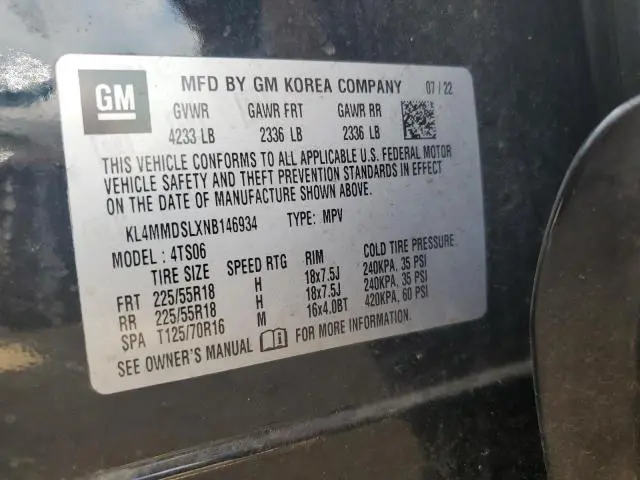 GM
MFD BY GM KOREA COMPANY 07/22
GVWR GAWR FRT GAWR RR
4233 LB 2336 LB 2336 LB
THIS VEHICLE CONFORMS TO ALL APPLICABLE U.S. FEDERAL MOTOR
VEHICLE SAFETY AND THEFT PREVENTION STANDARDS IN EFFECT
ON THE DATE OF MANUFACTURE SHOWN ABOVE.
KL4MMDSLXNB146934 TYPE: MPV
MODEL: 4TS06
TIRE SIZE SPEED RTG RIM COLD TIRE PRESSURE
FRT 225/55R18 H 18x7.5J 240KPA, 35 PSI
RR 225/55R18 H 18x7.5J 240KPA, 35 PSI
SPA T125/70R16 M 16x4.0BT 420KPA, 60 PSI
SEE OWNER'S MANUAL FOR MORE INFORMATION.